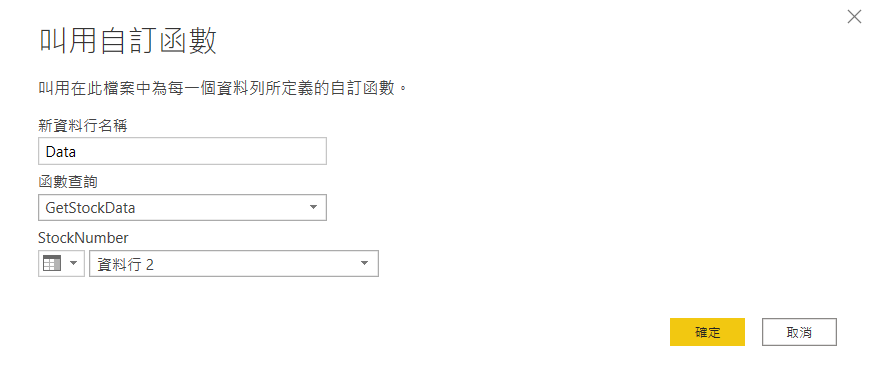 叫用自訂函數
叫用在此檔案中為每一個資料列所定義的自訂函數。
新資料行名稱
Data
函數查詢
GetStockData
StockNumber
資料行 2
確定
取消